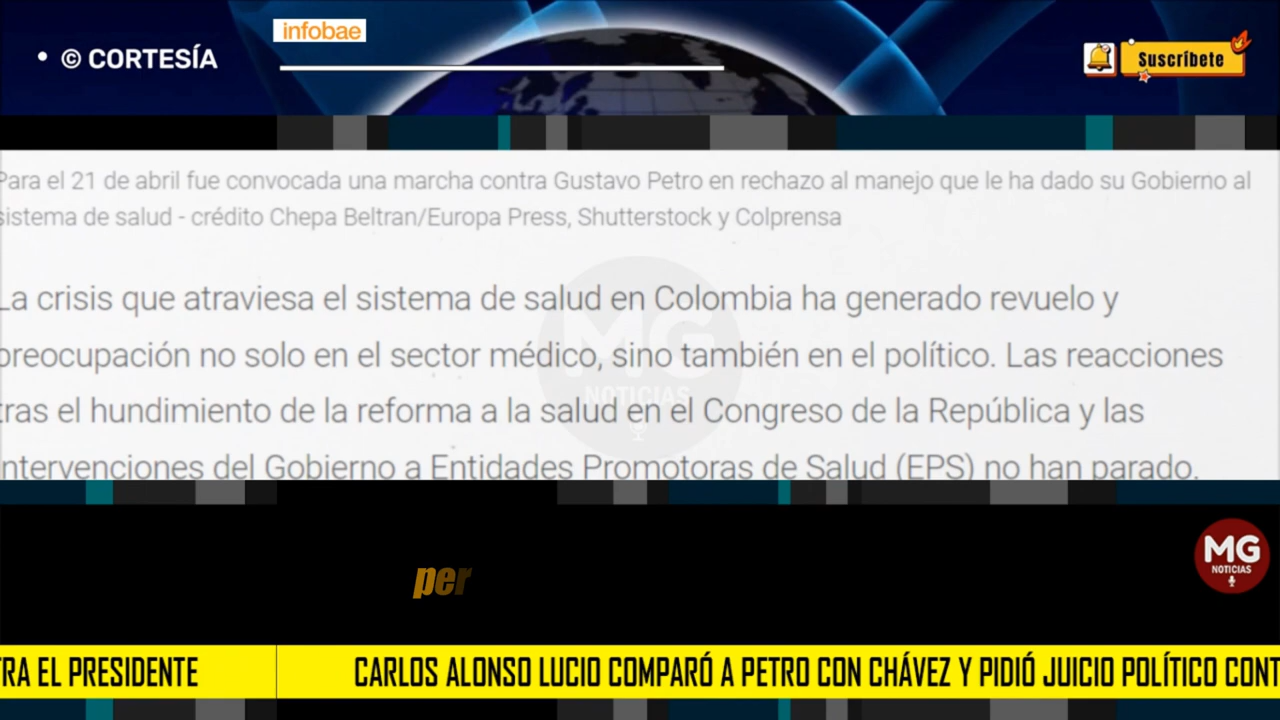 infobae
• © CORTESÍA
Suscríbete
Para el 21 de abril fue convocada una marcha contra Gustavo Petro en rechazo al manejo que le ha dado su Gobierno al
sistema de salud - crédito Chepa Beltran/Europa Press, Shutterstock y Colprensa
La crisis que atraviesa el sistema de salud en Colombia ha generado revuelo y
preocupación no solo en el sector médico, sino también en el político. Las reacciones
tras el hundimiento de la reforma a la salud en el Congreso de la República y las
intervenciones del Gobierno a Entidades Promotoras de Salud (EPS) no han parado.
MG
NOTICIAS
MG
NOTICIAS
per
TRA EL PRESIDENTE
CARLOS ALONSO LUCIO COMPARÓ A PETRO CON CHÁVEZ Y PIDIÓ JUICIO POLÍTICO CONT